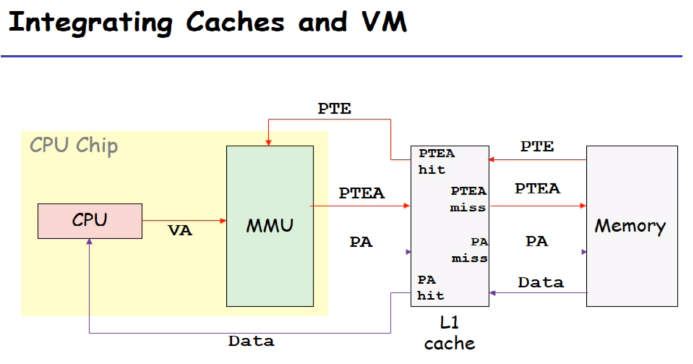 Integrating Caches and VM
PTE
CPU Chip
PTEA
hit
PTE
PTEA
PTEA
miss
PTEA
CPU
VA
MMU
Memory
PA
PA
miss
PA
PA
hit
Data
Data
L1
cache